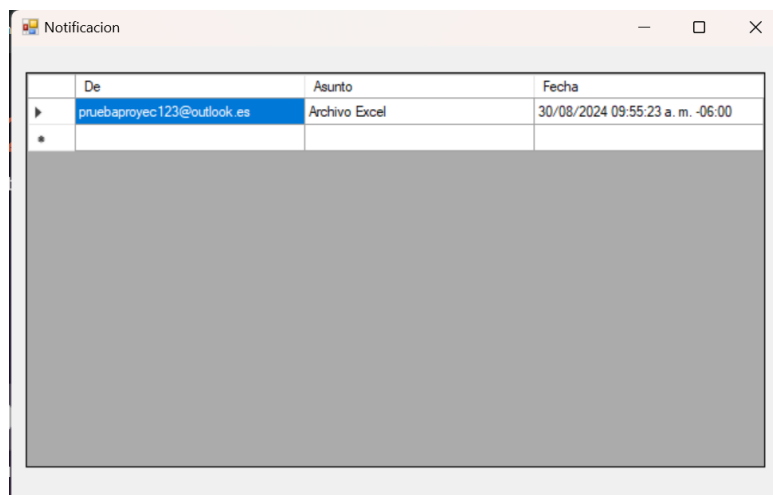 Notificacion
De Asunto Fecha
pruebaproyec123@outlook.es Archivo Excel 30/08/2024 09:55:23 a. m. -06:00